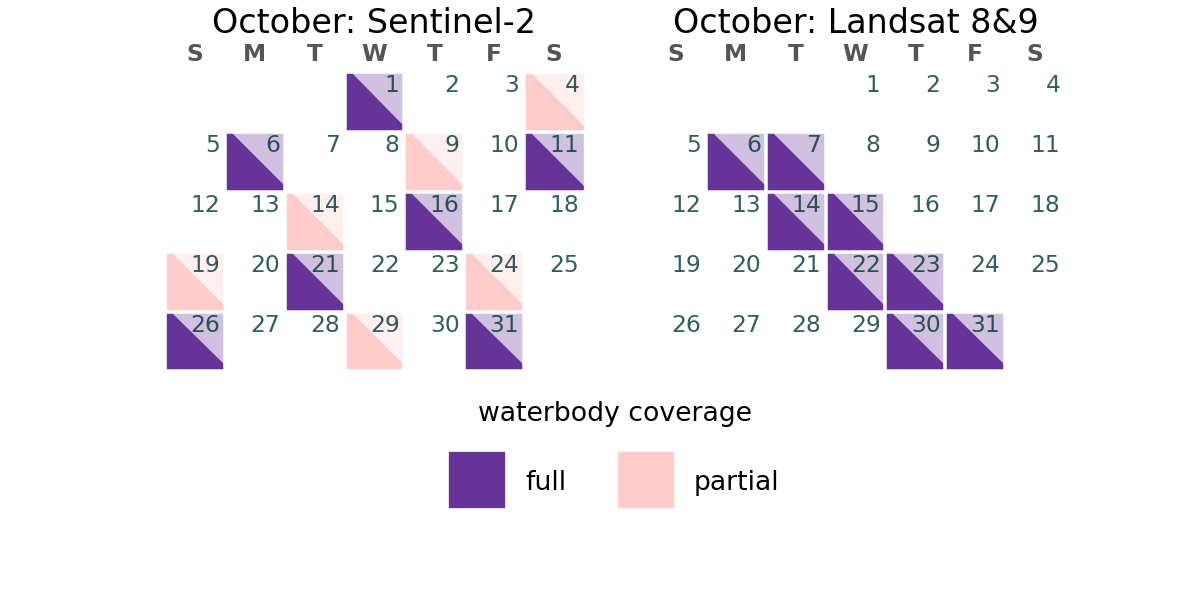 October: Sentinel-2
S M T W T F S
1 2 3 4
5 6 7 8 9 10 11
12 13 14 15 16 17 18
19 20 21 22 23 24 25
26 27 28 29 30 31
October: Landsat 8&9
S M T W T F S
1 2 3 4
5 6 7 8 9 10 11
12 13 14 15 16 17 18
19 20 21 22 23 24 25
26 27 28 29 30 31
waterbody coverage
full partial